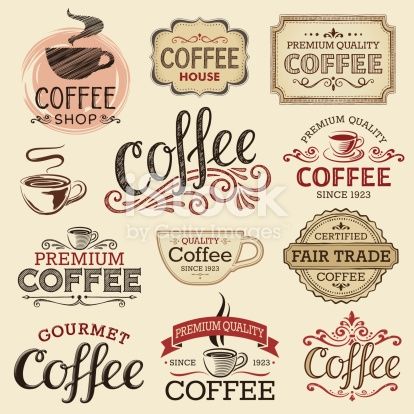 COFFEE
SHOP
COFFEE
HOUSE
PREMIUM QUALITY
COFFEE
Coffee
PREMIUM QUALITY
COFFEE
SINCE 1923
iStock
by Getty Images
PREMIUM
COFFEE
QUALITY
Coffee
SINCE 1923
CERTIFIED
FAIR TRADE
COFFEE
GOURMET
Coffee
PREMIUM QUALITY
SINCE 1923
COFFEE
Coffee